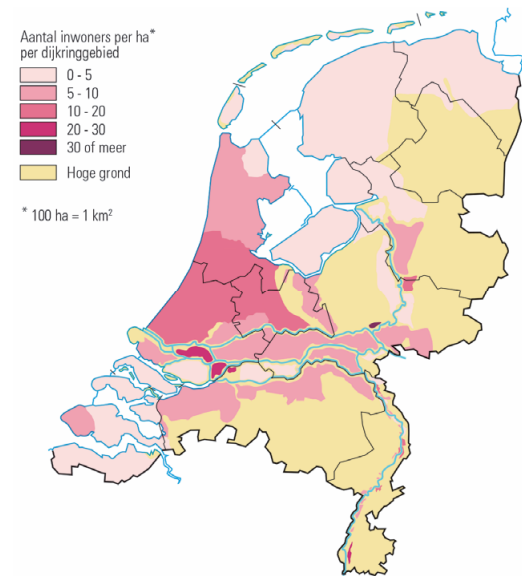 Aantal inwoners per ha*
per dijkringgebied
0 - 5
5 - 10
10 - 20
20 - 30
30 of meer
Hoge grond
* 100 ha = 1 km²